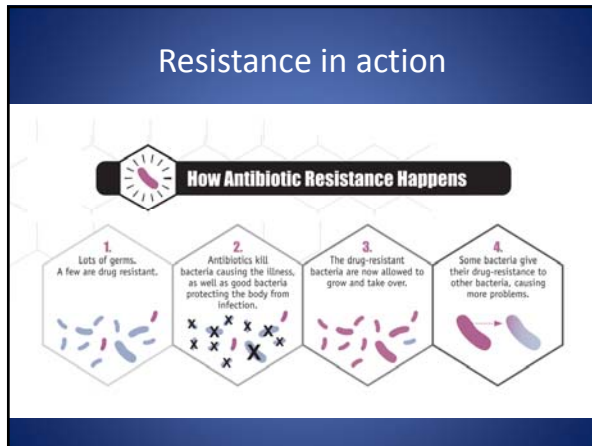 Resistance in action
How Antibiotic Resistance Happens
1.
Lots of germs.
A few are drug resistant.
2.
Antibiotics kill
bacteria causing the illness,
as well as good bacteria
protecting the body from
infection.
3.
The drug-resistant
bacteria are now allowed to
grow and take over.
4.
Some bacteria give
their drug-resistance to
other bacteria, causing
more problems.